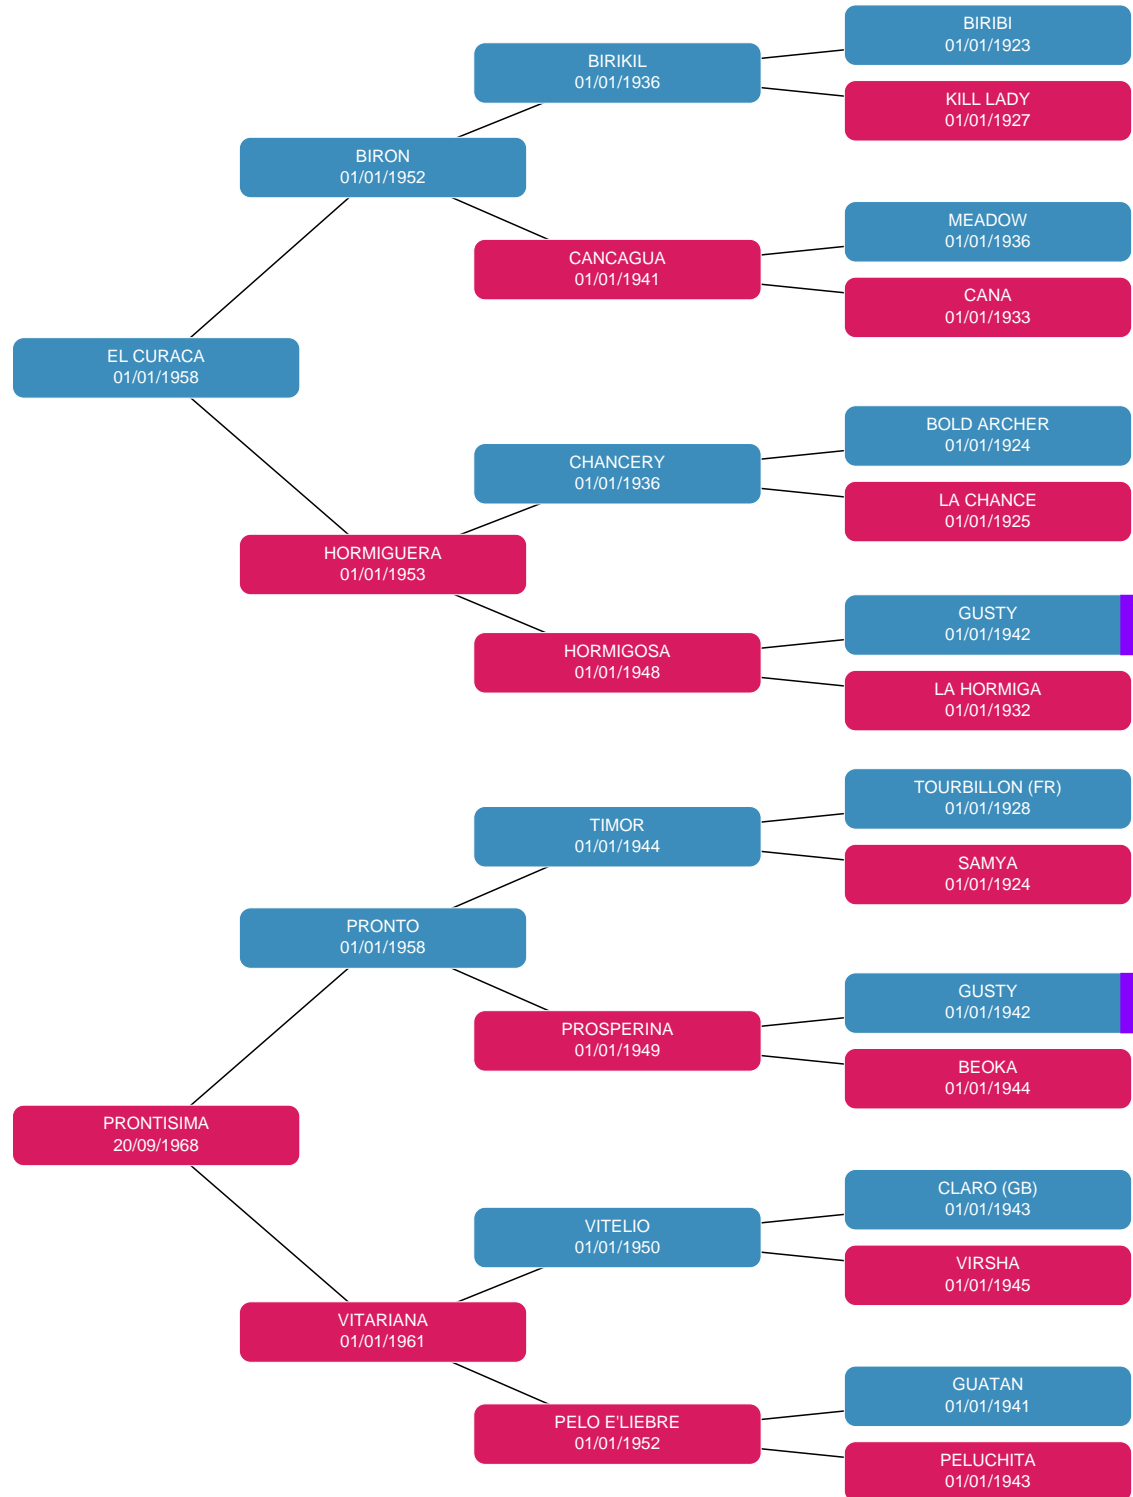 BIRIBI
01/01/1923
BIRIKIL
01/01/1936
KILL LADY
01/01/1927
BIRON
01/01/1952
MEADOW
01/01/1936
CANCAGUA
01/01/1941
CANA
01/01/1933
EL CURACA
01/01/1958
BOLD ARCHER
01/01/1924
CHANCERY
01/01/1936
LA CHANCE
01/01/1925
HORMIGUERA
01/01/1953
GUSTY
01/01/1942
HORMIGOSA
01/01/1948
LA HORMIGA
01/01/1932
TOURBILLON (FR)
01/01/1928
TIMOR
01/01/1944
SAMYA
01/01/1924
PRONTO
01/01/1958
GUSTY
01/01/1942
PROSPERINA
01/01/1949
BEOKA
01/01/1944
PRONTISIMA
20/09/1968
CLARO (GB)
01/01/1943
VITELIO
01/01/1950
VIRSHA
01/01/1945
VITARIANA
01/01/1961
GUATAN
01/01/1941
PELO E'LIEBRE
01/01/1952
PELUCHITA
01/01/1943